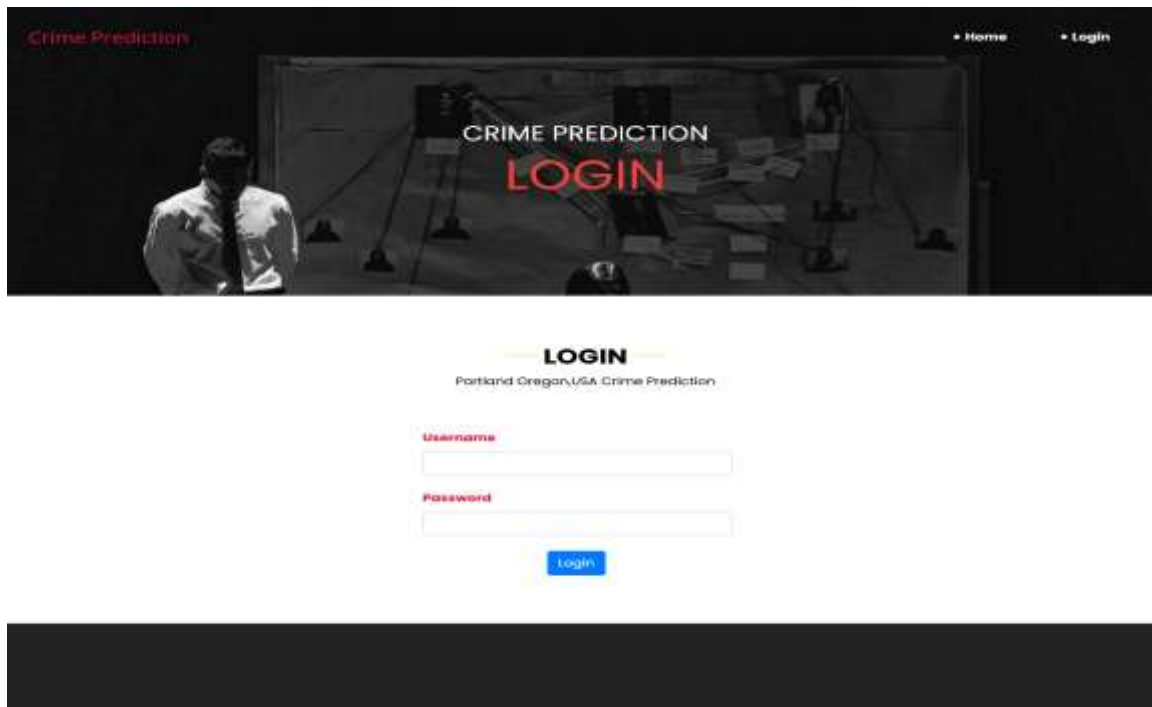 Crime Prediction
• Home
• Login
CRIME PREDICTION
LOGIN
LOGIN
Portland Oregon,USA Crime Prediction
Username
Password
Login